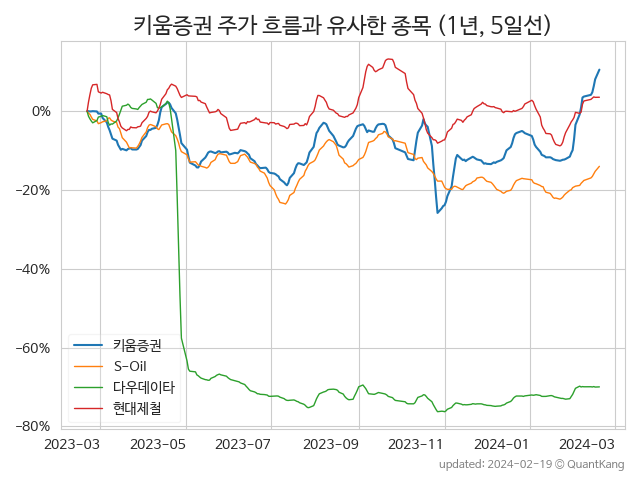 키움증권 주가 흐름과 유사한 종목 (1년, 5일선)
0%
−20%
−40%
−60%
−80%
키움증권
S-Oil
다우데이타
현대제철
2023-03 2023-05 2023-07 2023-09 2023-11 2024-01 2024-03
updated: 2024-02-19 © QuantKang